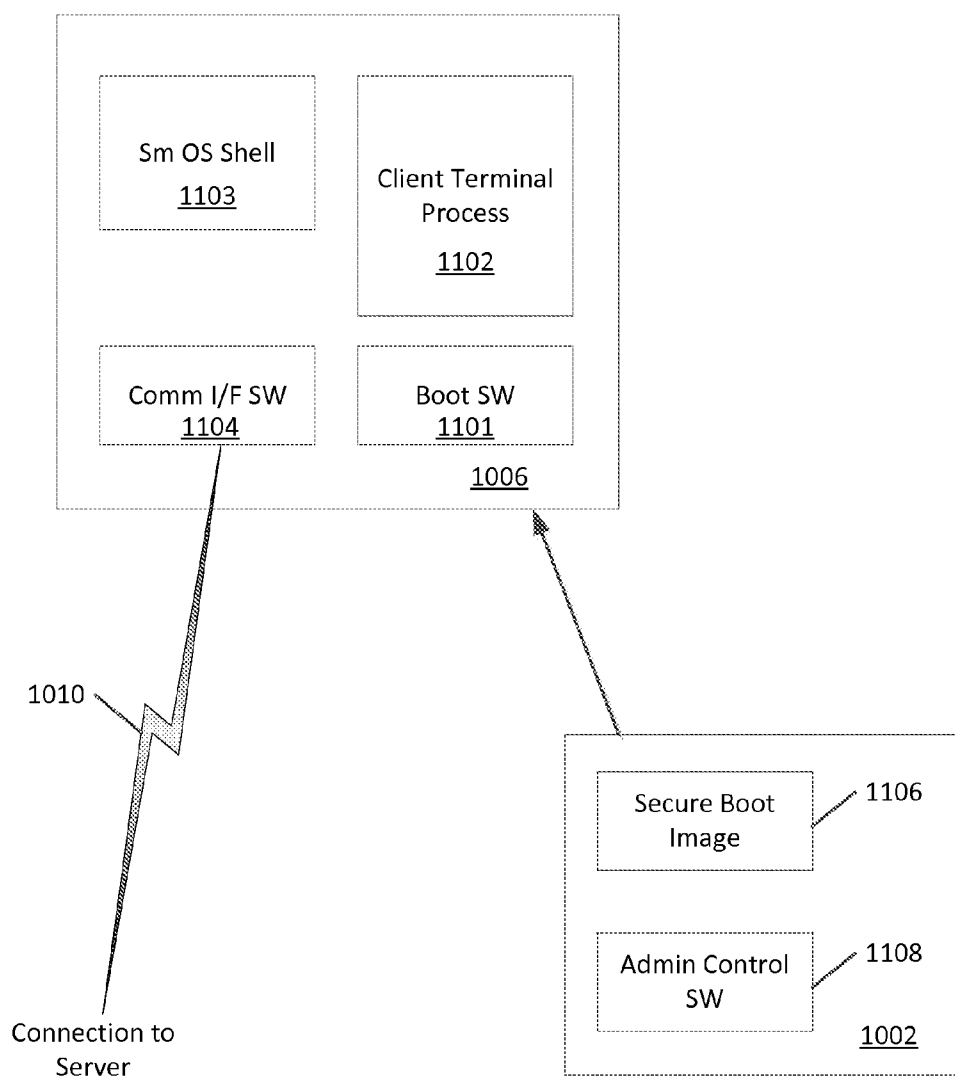 Sm OS Shell
1103
Client Terminal
Process
1102
Comm I/F SW
1104
Boot SW
1101
1006
1010
Secure Boot
Image
1106
Admin Control
SW
1108
1002
Connection to
Server